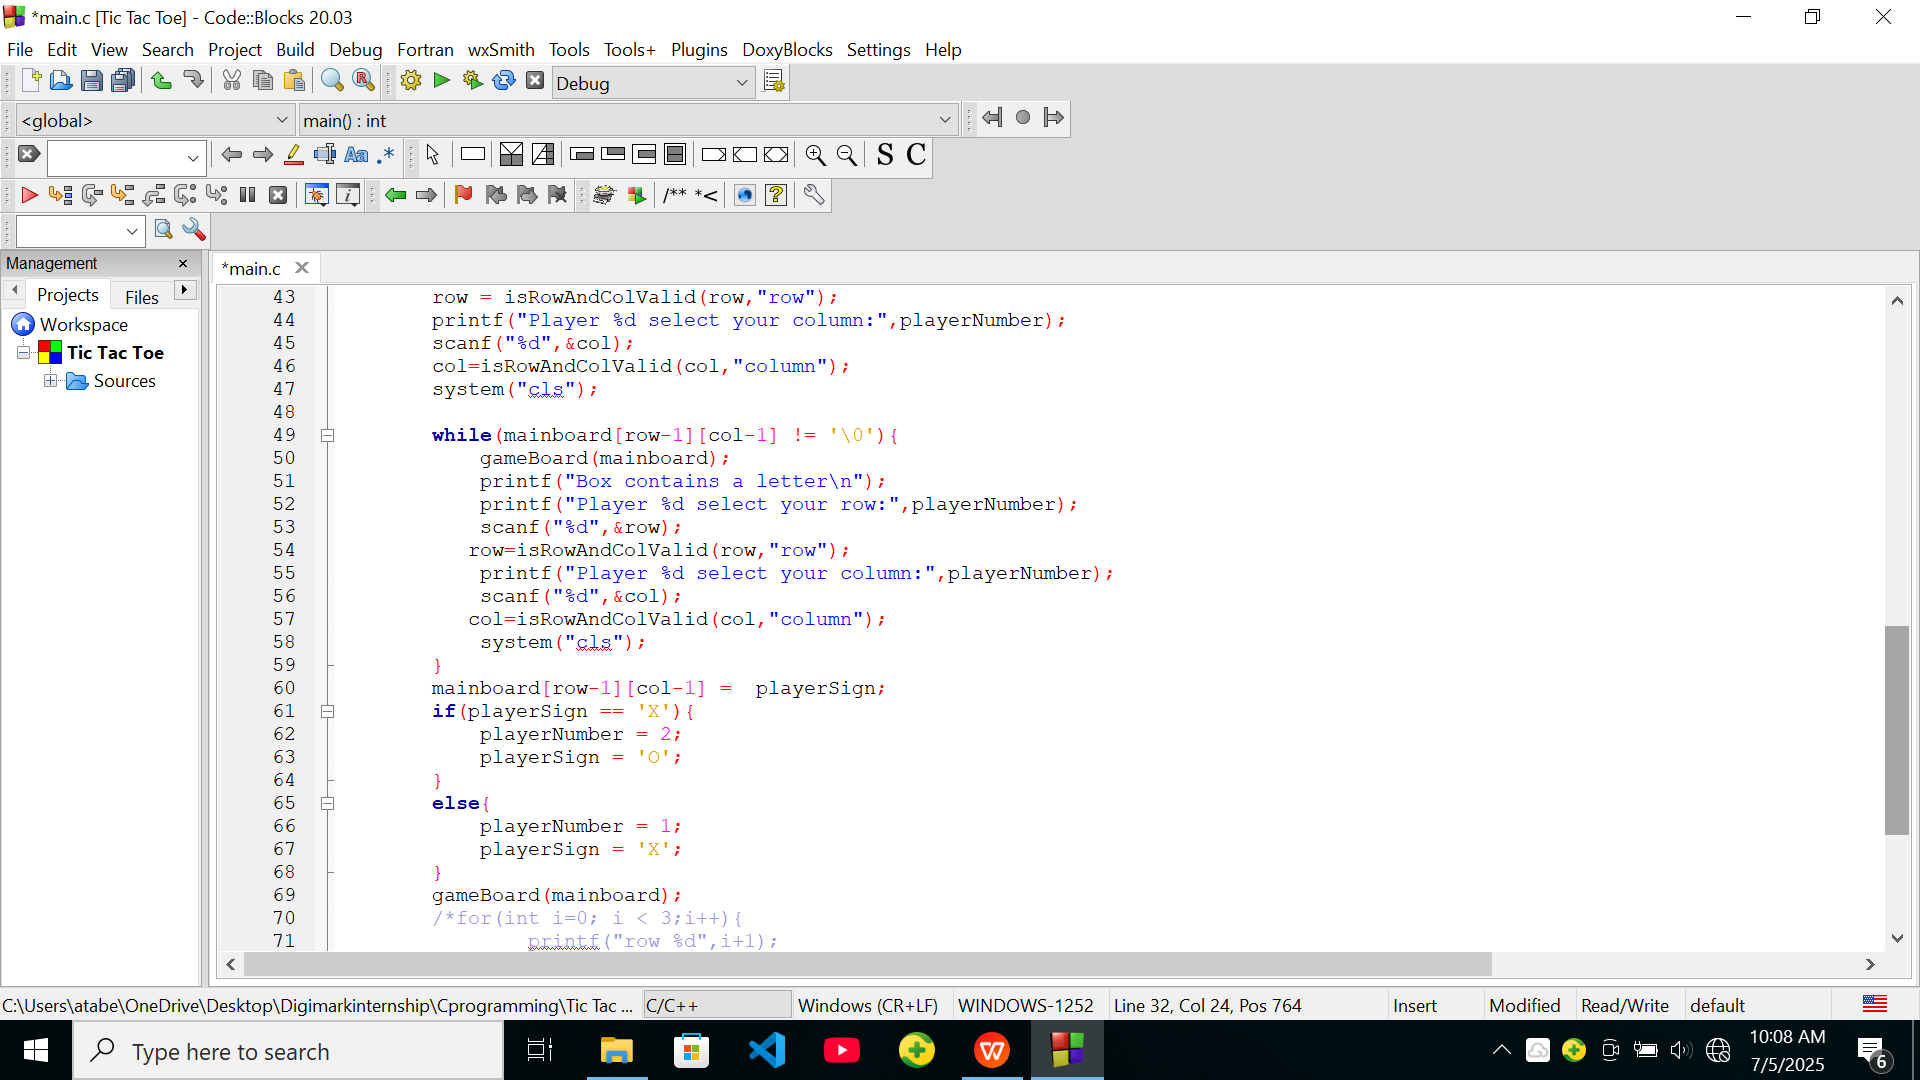 *main.c [Tic Tac Toe] - Code::Blocks 20.03
File Edit View Search Project Build Debug Fortran wxSmith Tools Tools+ Plugins DoxyBlocks Settings Help
Debug
<global> main() : int
Aa .* S C
/** *<
Management
*main.c
Projects Files
Workspace
Tic Tac Toe
Sources
43 row = isRowAndColValid(row,"row");
44 printf("Player %d select your column:",playerNumber);
45 scanf("%d",&col);
46 col=isRowAndColValid(col,"column");
47 system("cls");
48
49 while(mainboard[row-1][col-1] != '\0'){
50 gameBoard(mainboard);
51 printf("Box contains a letter\n");
52 printf("Player %d select your row:",playerNumber);
53 scanf("%d",&row);
54 row=isRowAndColValid(row,"row");
55 printf("Player %d select your column:",playerNumber);
56 scanf("%d",&col);
57 col=isRowAndColValid(col,"column");
58 system("cls");
59 }
60 mainboard[row-1][col-1] =  playerSign;
61 if(playerSign == 'X'){
62 playerNumber = 2;
63 playerSign = 'O';
64 }
65 else{
66 playerNumber = 1;
67 playerSign = 'X';
68 }
69 gameBoard(mainboard);
70 /*for(int i=0; i < 3;i++){
71 printf("row %d",i+1);
C:\Users\atabe\OneDrive\Desktop\Digimarkinternship\Cprogramming\Tic Tac ... C/C++ Windows (CR+LF) WINDOWS-1252 Line 32, Col 24, Pos 764 Insert Modified Read/Write default
Type here to search
10:08 AM
7/5/2025
6